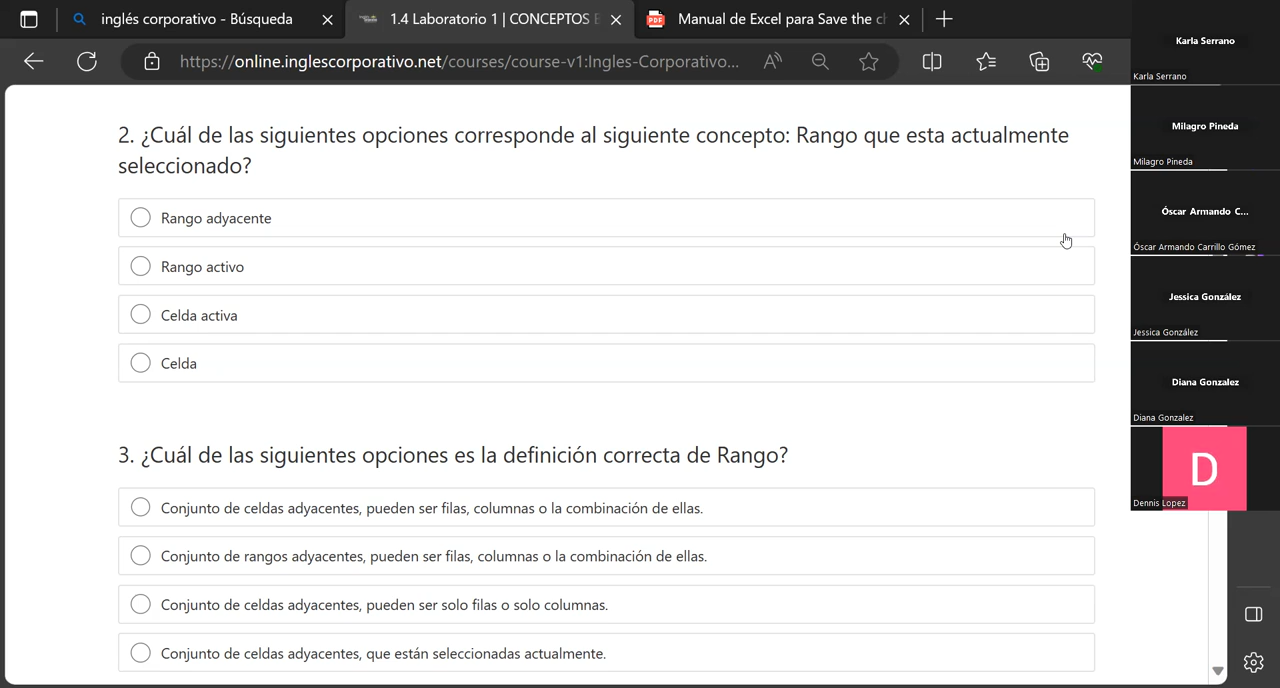 inglés corporativo - Búsqueda
1.4 Laboratorio 1 | CONCEPTOS
PDF
Manual de Excel para Save the
https://online.inglescorporativo.net/courses/course-v1:Ingles-Corporativo...
2. ¿Cuál de las siguientes opciones corresponde al siguiente concepto: Rango que esta actualmente
seleccionado?
Rango adyacente
Rango activo
Celda activa
Celda
3. ¿Cuál de las siguientes opciones es la definición correcta de Rango?
Conjunto de celdas adyacentes, pueden ser filas, columnas o la combinación de ellas.
Conjunto de rangos adyacentes, pueden ser filas, columnas o la combinación de ellas.
Conjunto de celdas adyacentes, pueden ser solo filas o solo columnas.
Conjunto de celdas adyacentes, que están seleccionadas actualmente.
Karla Serrano
Karla Serrano
Milagro Pineda
Milagro Pineda
Óscar Armando C...
Óscar Armando Carrillo Gómez
Jessica González
Jessica González
Diana Gonzalez
Diana Gonzalez
D
Dennis Lopez